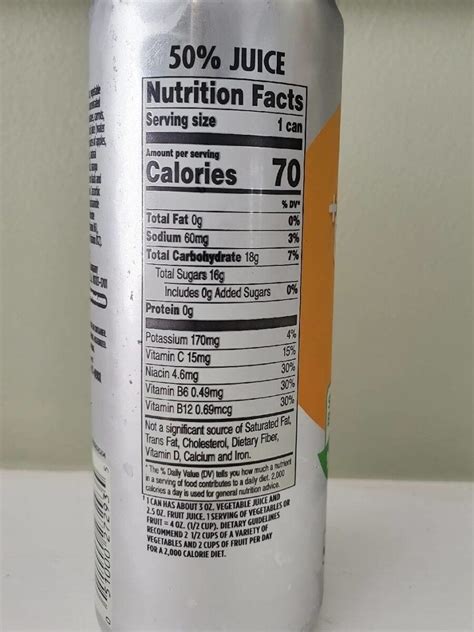 50% JUICE
Nutrition Facts
Serving size 1 can
Amount per serving
Calories 70
% DV*
Total Fat 0g 0%
Sodium 60mg 3%
Total Carbohydrate 18g 7%
Total Sugars 16g
Includes 0g Added Sugars 0%
Protein 0g
Potassium 170mg 4%
Vitamin C 15mg 15%
Niacin 4.6mg 30%
Vitamin B6 0.49mg 30%
Vitamin B12 0.69mcg 30%
Not a significant source of Saturated Fat,
Trans Fat, Cholesterol, Dietary Fiber,
Vitamin D, Calcium and Iron.
* The % Daily Value (DV) tells you how much a nutrient
in a serving of food contributes to a daily diet. 2,000
calories a day is used for general nutrition advice.
1 CAN HAS ABOUT 3 OZ. VEGETABLE JUICE AND
2.5 OZ. FRUIT JUICE. 1 SERVING OF VEGETABLES OR
FRUIT = 4 OZ. (1/2 CUP). DIETARY GUIDELINES
RECOMMEND 2 1/2 CUPS OF A VARIETY OF
VEGETABLES AND 2 CUPS OF FRUIT PER DAY
FOR A 2,000 CALORIE DIET.